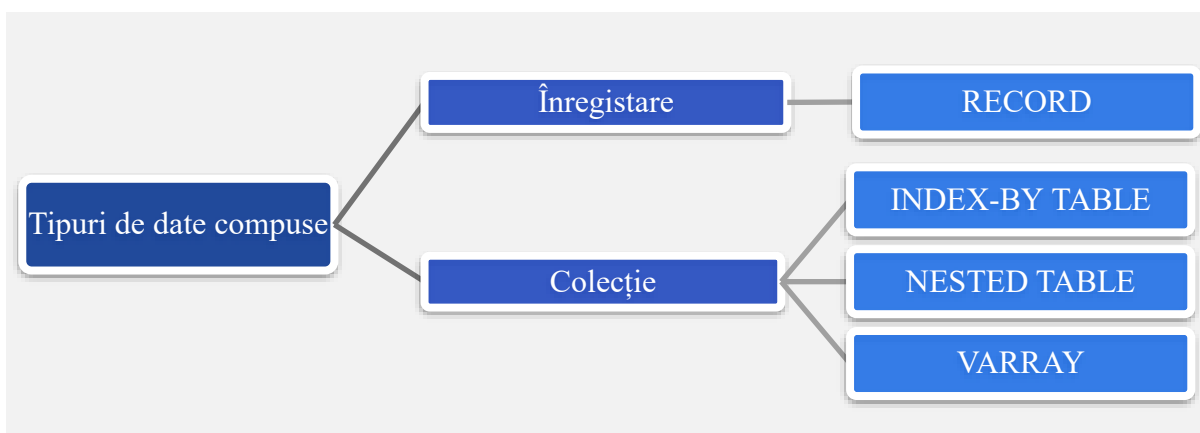 Tipuri de date compuse
Înregistare
RECORD
Colecție
INDEX-BY TABLE
NESTED TABLE
VARRAY